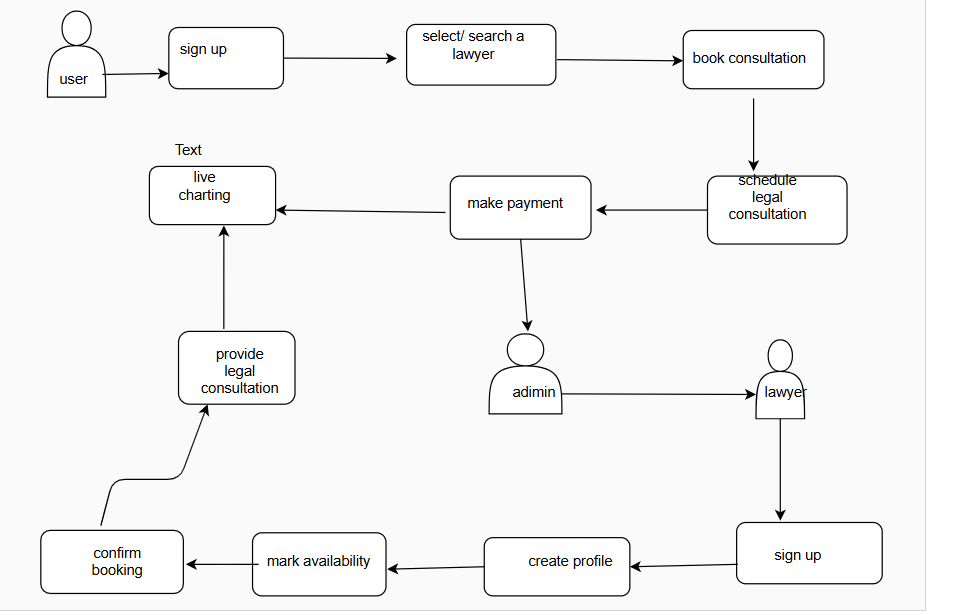 user
sign up
select/ search a
lawyer
book consultation
Text
live
charting
make payment
schedule
legal
consultation
provide
legal
consultation
adimin
lawyer
confirm
booking
mark availability
create profile
sign up